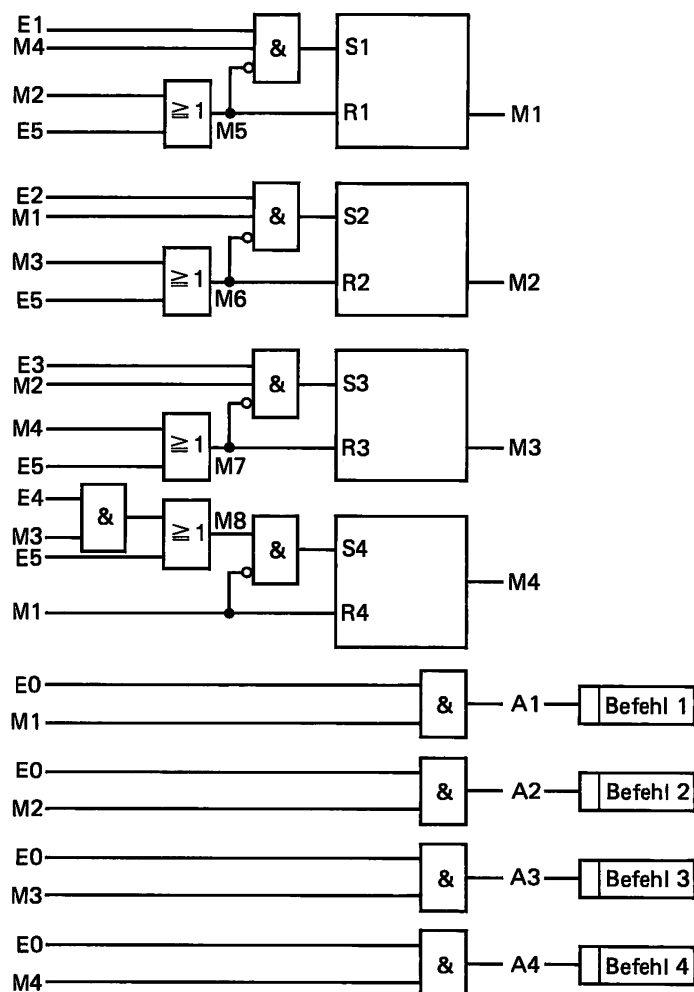 E1
M4
&
S1
M2
≧ 1
E5
M5
R1
M1
E2
M1
&
S2
M3
≧ 1
E5
M6
R2
M2
E3
M2
&
S3
M4
≧ 1
E5
M7
R3
M3
E4
&
M3
≧ 1
M8
E5
&
S4
M4
M1
R4
E0
M1
&
A1
Befehl 1
E0
M2
&
A2
Befehl 2
E0
M3
&
A3
Befehl 3
E0
M4
&
A4
Befehl 4